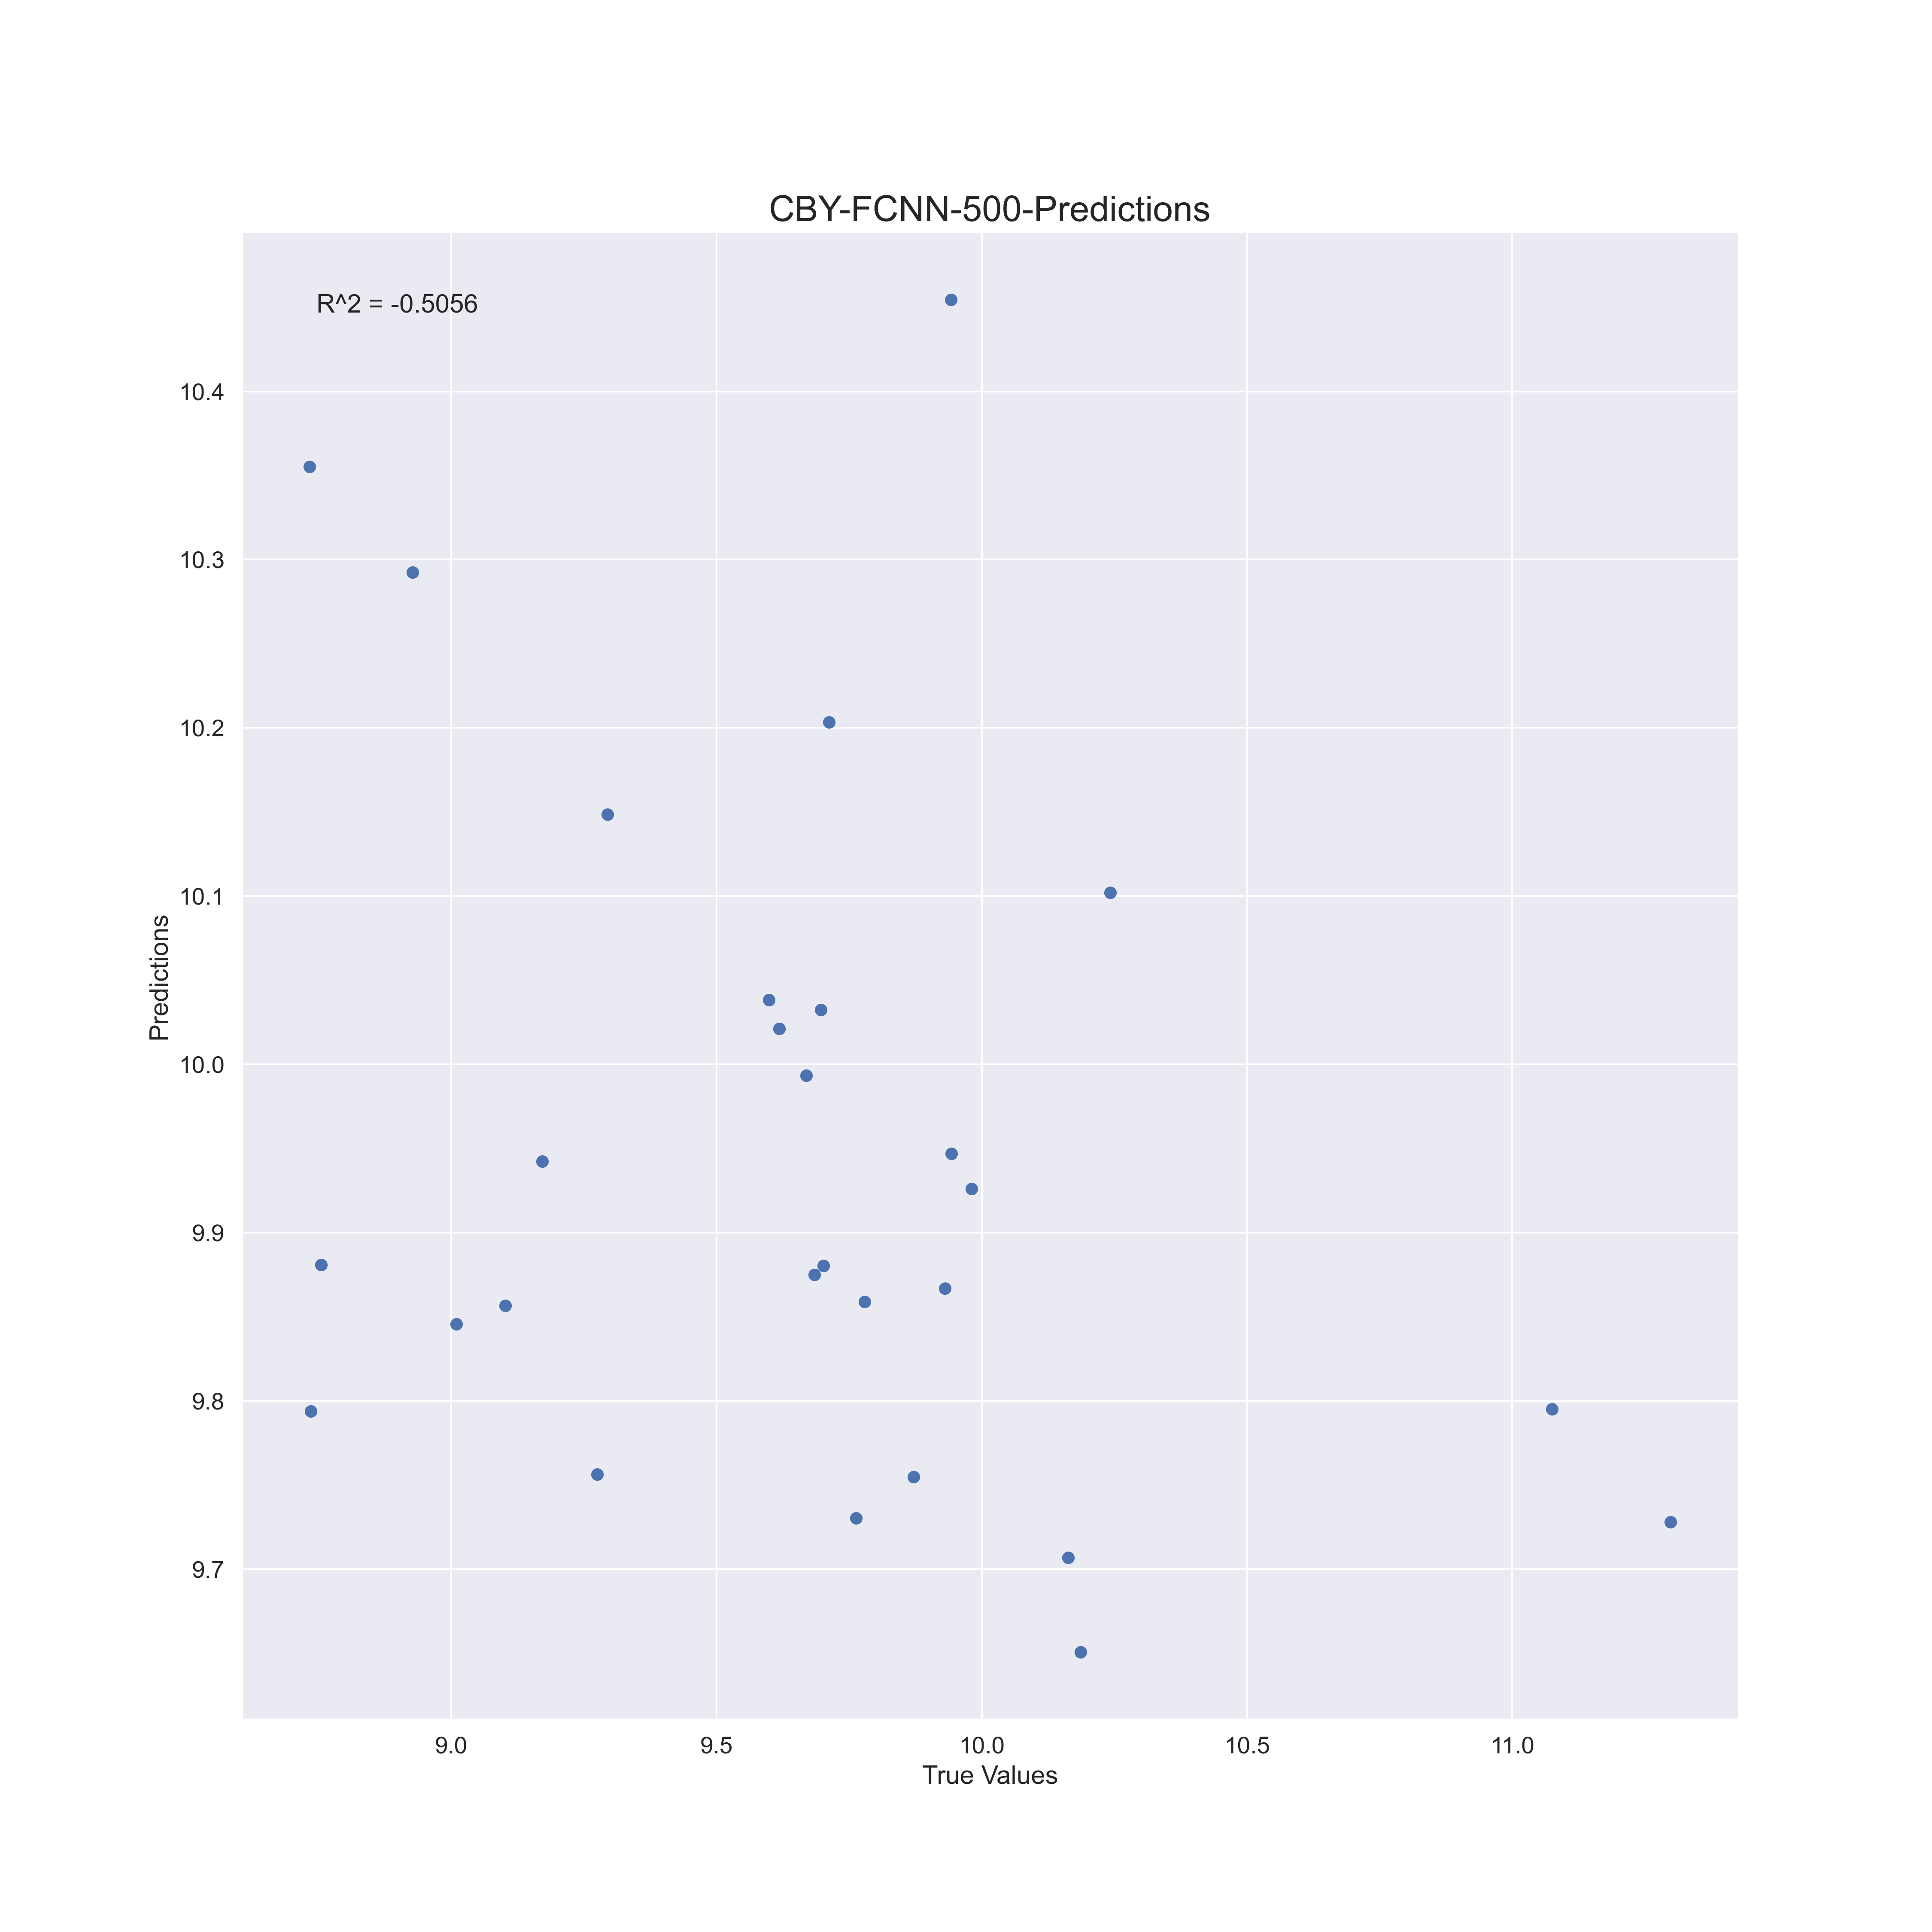 CBY-FCNN-500-Predictions
R^2 = -0.5056
10.4
10.3
10.2
10.1
10.0
9.9
9.8
9.7
Predictions
9.0 9.5 10.0 10.5 11.0
True Values